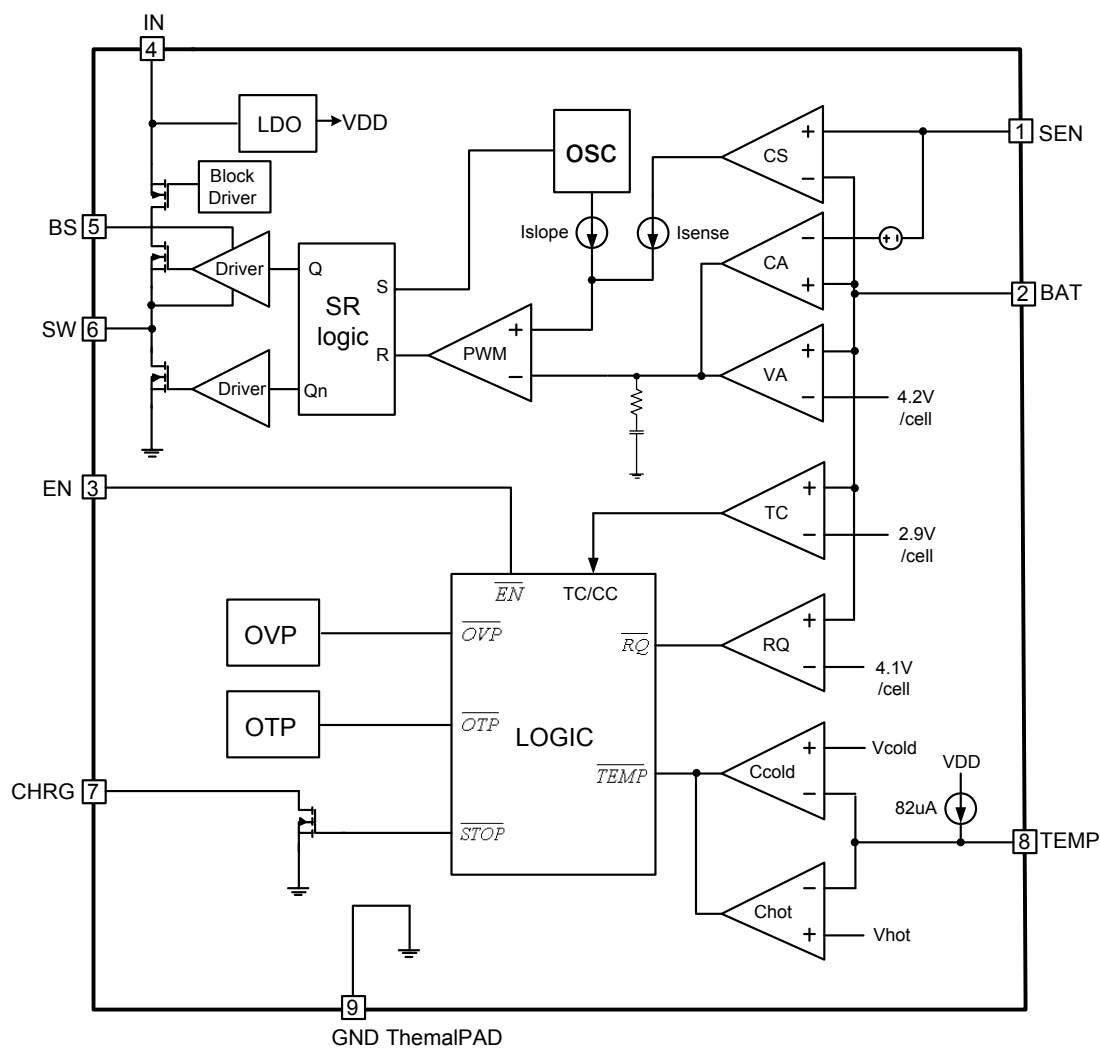 IN
4
LDO
VDD
Block
Driver
OSC
+
CS
−
1
SEN
BS
5
Driver
Q
SR
logic
S
R
Qn
Islope
Isense
−
CA
+
+
2
BAT
SW
6
Driver
+
PWM
−
+
VA
−
4.2V
/cell
EN
3
+
TC
−
2.9V
/cell
EN
TC/CC
OVP
OVP
RQ
+
RQ
−
4.1V
/cell
OTP
OTP
LOGIC
TEMP
+
Ccold
−
Vcold
VDD
82uA
CHRG
7
STOP
8
TEMP
−
Chot
+
Vhot
9
GND ThemalPAD